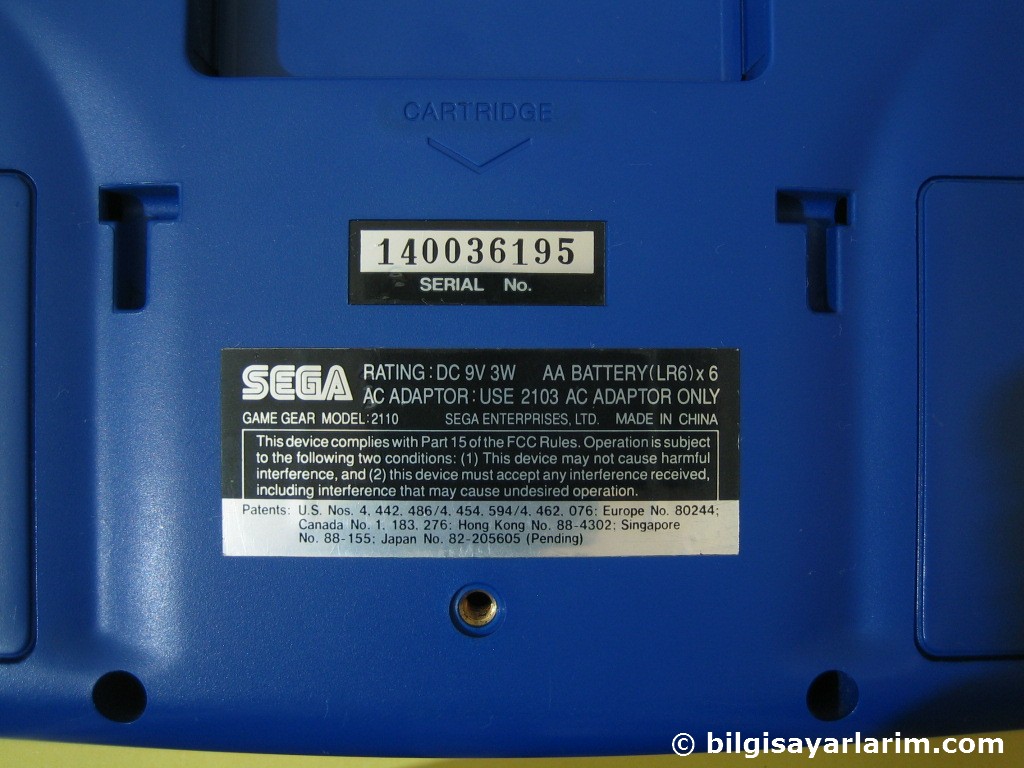 CARTRIDGE
140036195
SERIAL No.
SEGA RATING: DC 9V 3W AA BATTERY(LR6)x 6
AC ADAPTOR: USE 2103 AC ADAPTOR ONLY
GAME GEAR MODEL:2110 SEGA ENTERPRISES, LTD. MADE IN CHINA
This device complies with Part 15 of the FCC Rules. Operation is subject
to the following two conditions: (1) This device may not cause harmful
interference, and (2) this device must accept any interference received,
including interference that may cause undesired operation.
Patents: U.S. Nos. 4, 442. 486/4, 454. 594/4. 462. 076; Europe No. 80244;
Canada No. 1, 183. 276; Hong Kong No. 88-4302; Singapore
No. 88-155; Japan No. 82-205605 (Pending)
© bilgisayarlarim.com